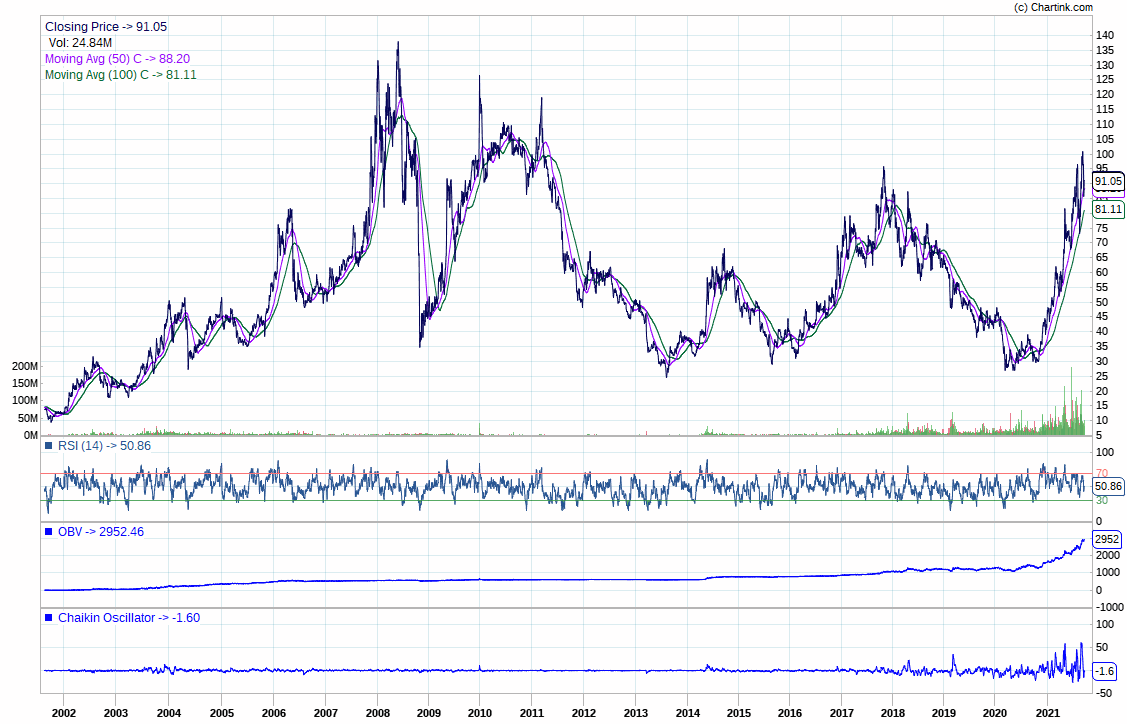 (c) Chartink.com
Closing Price -> 91.05
Vol: 24.84M
Moving Avg (50) C -> 88.20
Moving Avg (100) C -> 81.11
140
135
130
125
120
115
110
105
100
95
91.05
81.11
75
70
65
60
55
50
45
40
35
30
25
20
15
10
5
200M
150M
100M
50M
0M
RSI (14) -> 50.86
100
70
50.86
30
0
OBV -> 2952.46
2952
2000
1000
0
-1000
Chaikin Oscillator -> -1.60
100
50
-1.6
-50
2002 2003 2004 2005 2006 2007 2008 2009 2010 2011 2012 2013 2014 2015 2016 2017 2018 2019 2020 2021